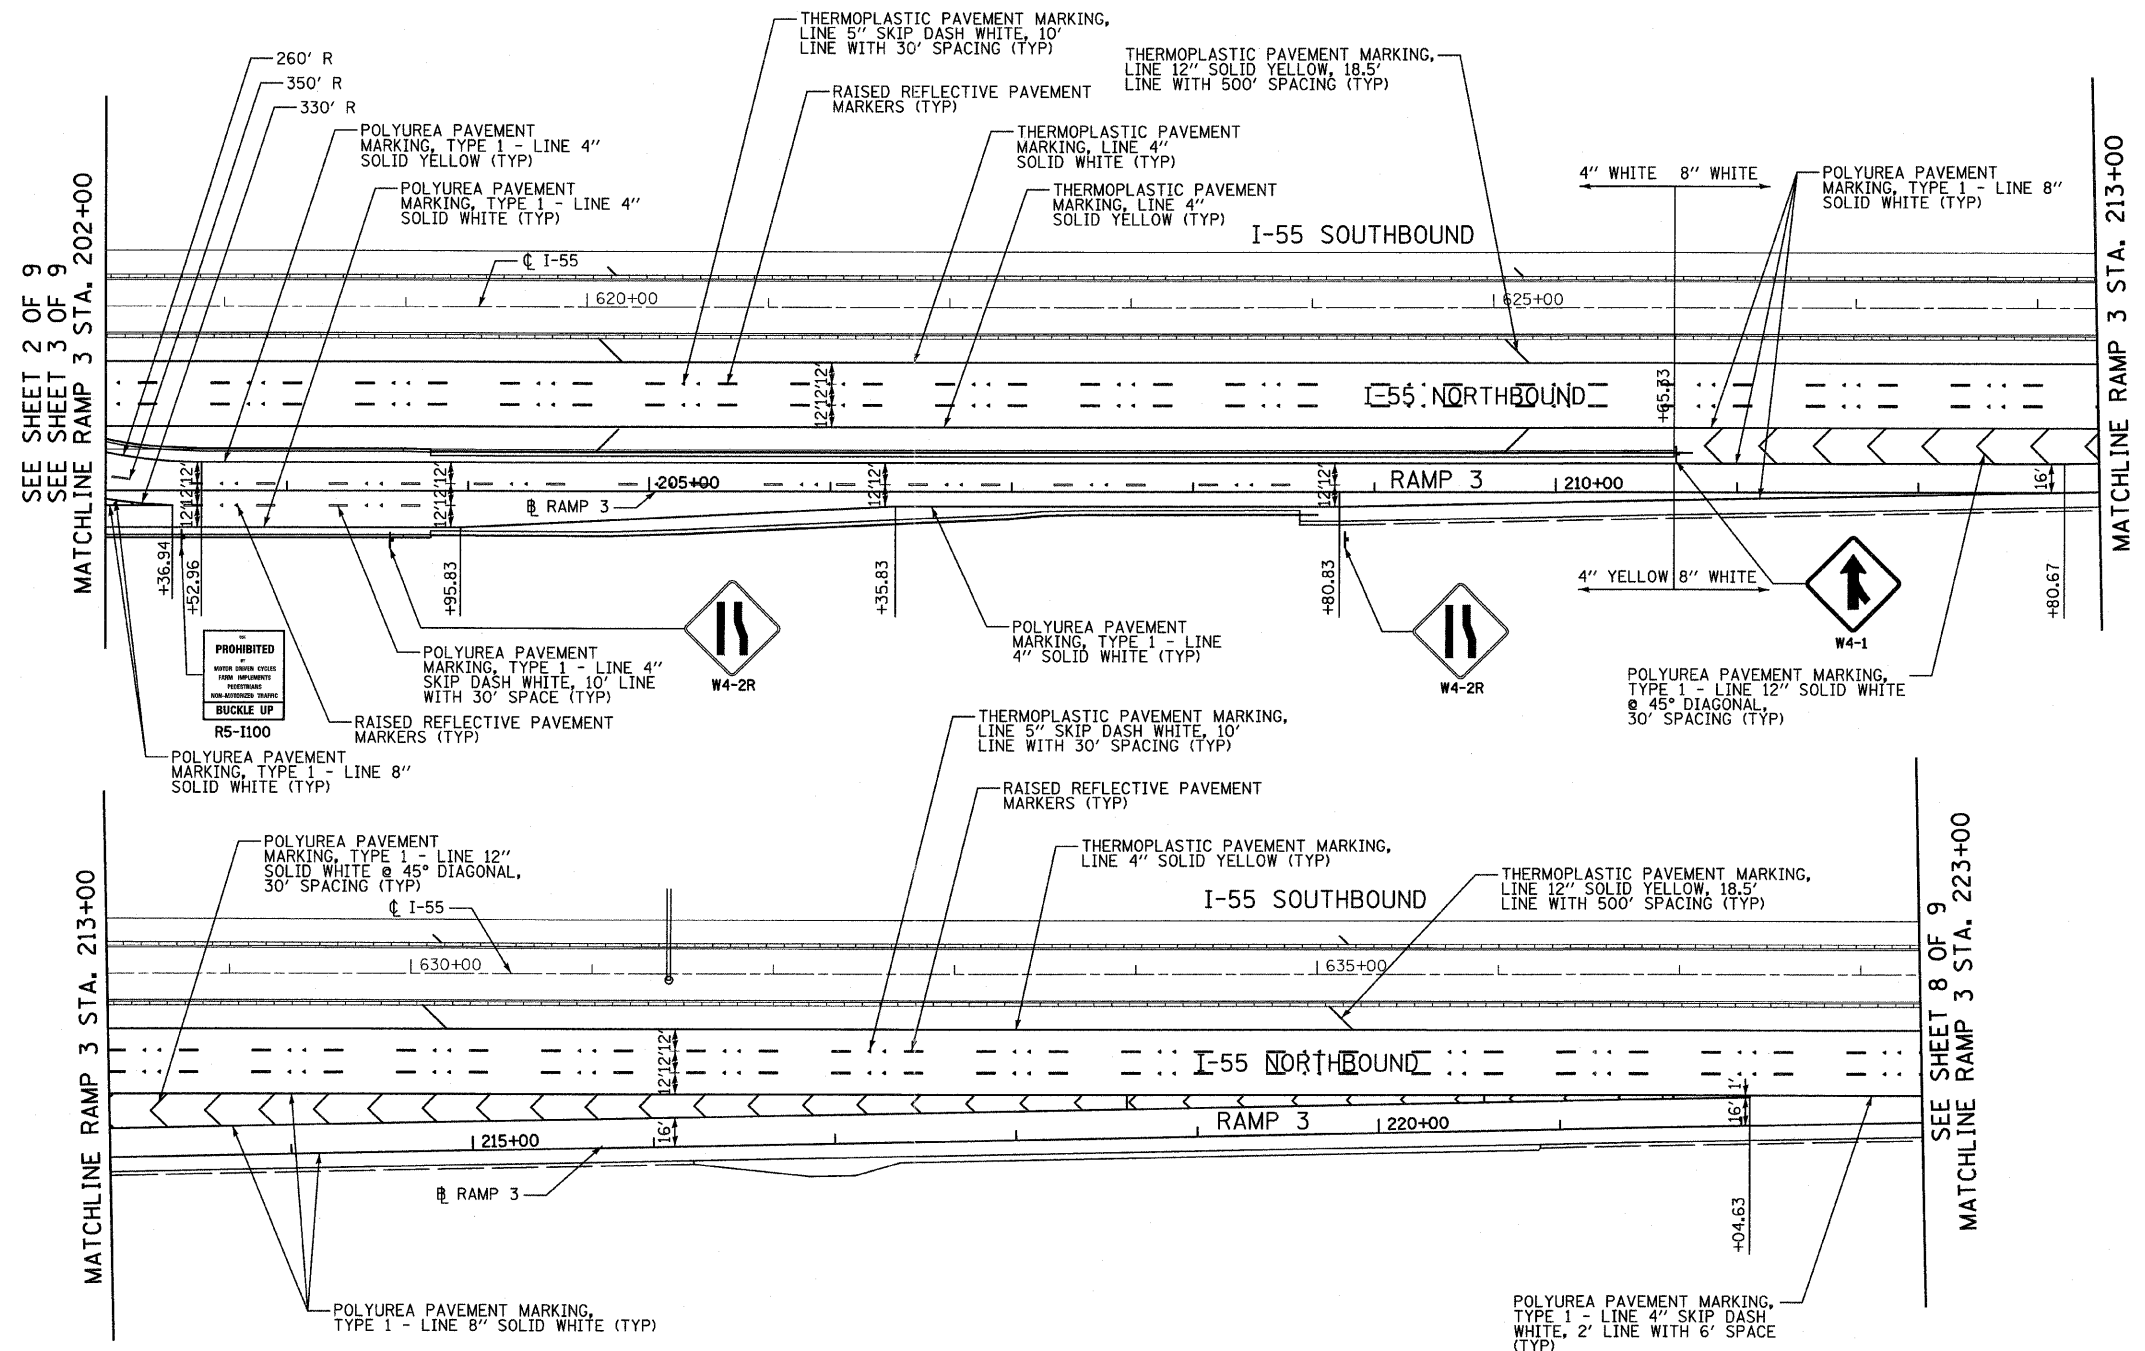 THERMOPLASTIC PAVEMENT MARKING,
LINE 5" SKIP DASH WHITE, 10'
LINE WITH 30' SPACING (TYP)
THERMOPLASTIC PAVEMENT MARKING,
LINE 12" SOLID YELLOW, 18.5'
LINE WITH 500' SPACING (TYP)
260' R
350' R
330' R
RAISED REFLECTIVE PAVEMENT
MARKERS (TYP)
POLYUREA PAVEMENT
MARKING, TYPE 1 - LINE 4"
SOLID YELLOW (TYP)
THERMOPLASTIC PAVEMENT
MARKING, LINE 4"
SOLID WHITE (TYP)
POLYUREA PAVEMENT
MARKING, TYPE 1 - LINE 4"
SOLID WHITE (TYP)
THERMOPLASTIC PAVEMENT
MARKING, LINE 4"
SOLID YELLOW (TYP)
4" WHITE 8" WHITE
POLYUREA PAVEMENT
MARKING, TYPE 1 - LINE 8"
SOLID WHITE (TYP)
SEE SHEET 2 OF 9
SEE SHEET 3 OF 9
MATCHLINE RAMP 3 STA. 202+00
MATCHLINE RAMP 3 STA. 213+00
I-55 SOUTHBOUND
℄ I-55
620+00
625+00
12' 12' 12'
I-55 NORTHBOUND
+65.33
12' 12' 12' 12'
12' 12' 12'
205+00
12' 12'
12' 12'
RAMP 3
210+00
16'
RAMP 3
+36.94
+52.96
+95.83
+35.83
+80.83
4" YELLOW 8" WHITE
+80.67
USE
PROHIBITED
BY
MOTOR DRIVEN CYCLES
FARM IMPLEMENTS
PEDESTRIANS
NON-MOTORIZED TRAFFIC
BUCKLE UP
R5-I100
POLYUREA PAVEMENT
MARKING, TYPE 1 - LINE 4"
SKIP DASH WHITE, 10' LINE
WITH 30' SPACE (TYP)
W4-2R
POLYUREA PAVEMENT
MARKING, TYPE 1 - LINE
4" SOLID WHITE (TYP)
W4-2R
W4-1
POLYUREA PAVEMENT MARKING,
TYPE 1 - LINE 12" SOLID WHITE
@ 45° DIAGONAL,
30' SPACING (TYP)
RAISED REFLECTIVE PAVEMENT
MARKERS (TYP)
POLYUREA PAVEMENT
MARKING, TYPE 1 - LINE 8"
SOLID WHITE (TYP)
THERMOPLASTIC PAVEMENT MARKING,
LINE 5" SKIP DASH WHITE, 10'
LINE WITH 30' SPACING (TYP)
RAISED REFLECTIVE PAVEMENT
MARKERS (TYP)
POLYUREA PAVEMENT
MARKING, TYPE 1 - LINE 12"
SOLID WHITE @ 45° DIAGONAL,
30' SPACING (TYP)
THERMOPLASTIC PAVEMENT MARKING,
LINE 4" SOLID YELLOW (TYP)
THERMOPLASTIC PAVEMENT MARKING,
LINE 12" SOLID YELLOW, 18.5'
LINE WITH 500' SPACING (TYP)
MATCHLINE RAMP 3 STA. 213+00
SEE SHEET 8 OF 9
MATCHLINE RAMP 3 STA. 223+00
℄ I-55
I-55 SOUTHBOUND
630+00
635+00
12' 12' 12'
I-55 NORTHBOUND
16'
215+00
RAMP 3
220+00
16' 1'
RAMP 3
+04.63
POLYUREA PAVEMENT MARKING,
TYPE 1 - LINE 8" SOLID WHITE (TYP)
POLYUREA PAVEMENT MARKING,
TYPE 1 - LINE 4" SKIP DASH
WHITE, 2' LINE WITH 6' SPACE
(TYP)